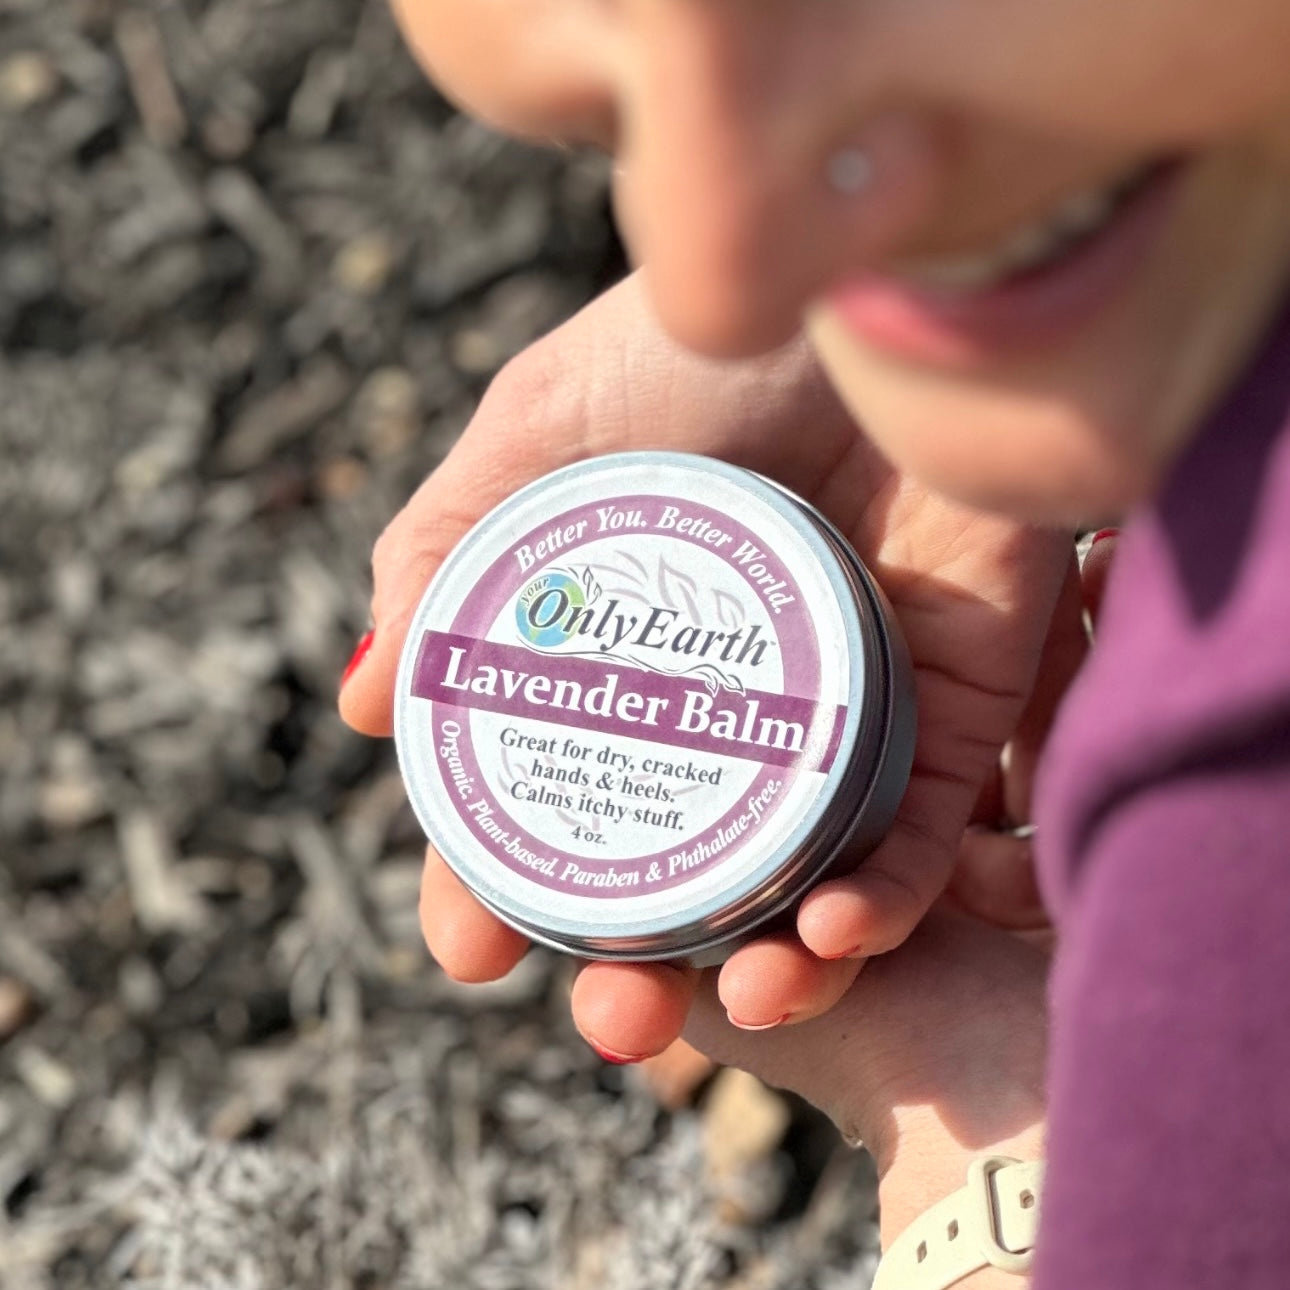 Better You. Better World.
your
OnlyEarth
Lavender Balm
Great for dry, cracked
hands & heels.
Calms itchy stuff.
4 oz.
Organic. Plant-based. Paraben & Phthalate-free.